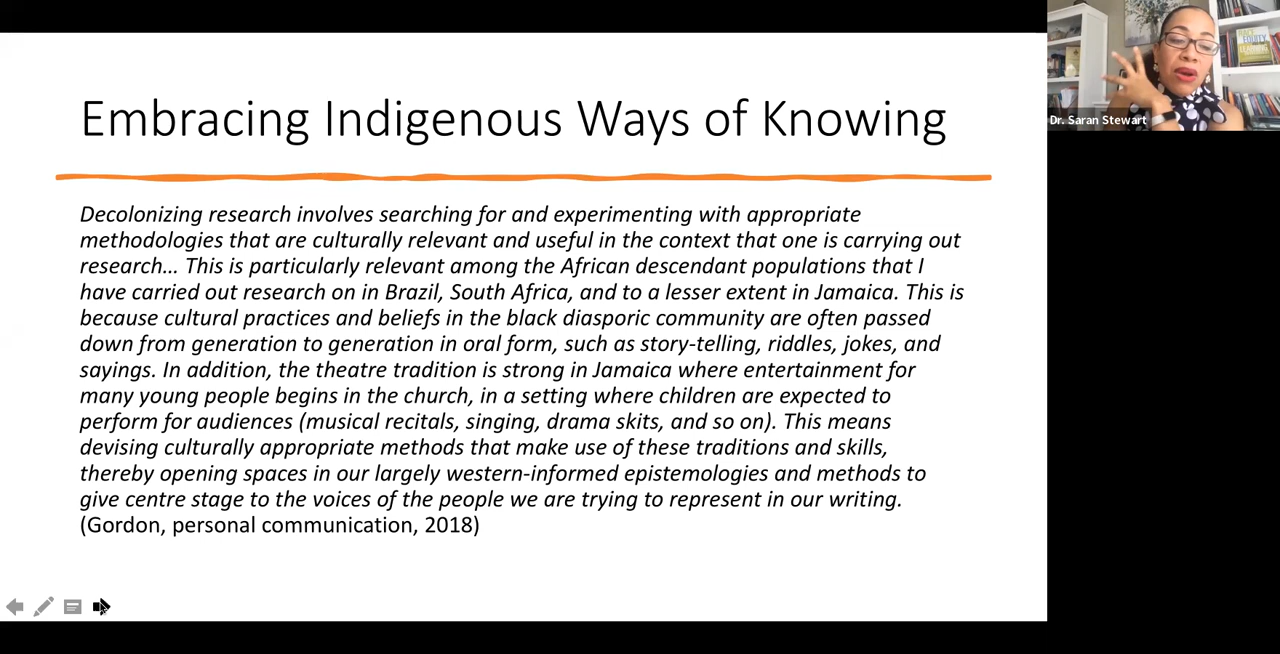 Embracing Indigenous Ways of Knowing
Decolonizing research involves searching for and experimenting with appropriate
methodologies that are culturally relevant and useful in the context that one is carrying out
research... This is particularly relevant among the African descendant populations that I
have carried out research on in Brazil, South Africa, and to a lesser extent in Jamaica. This is
because cultural practices and beliefs in the black diasporic community are often passed
down from generation to generation in oral form, such as story-telling, riddles, jokes, and
sayings. In addition, the theatre tradition is strong in Jamaica where entertainment for
many young people begins in the church, in a setting where children are expected to
perform for audiences (musical recitals, singing, drama skits, and so on). This means
devising culturally appropriate methods that make use of these traditions and skills,
thereby opening spaces in our largely western-informed epistemologies and methods to
give centre stage to the voices of the people we are trying to represent in our writing.
(Gordon, personal communication, 2018)
Dr. Saran Stewart